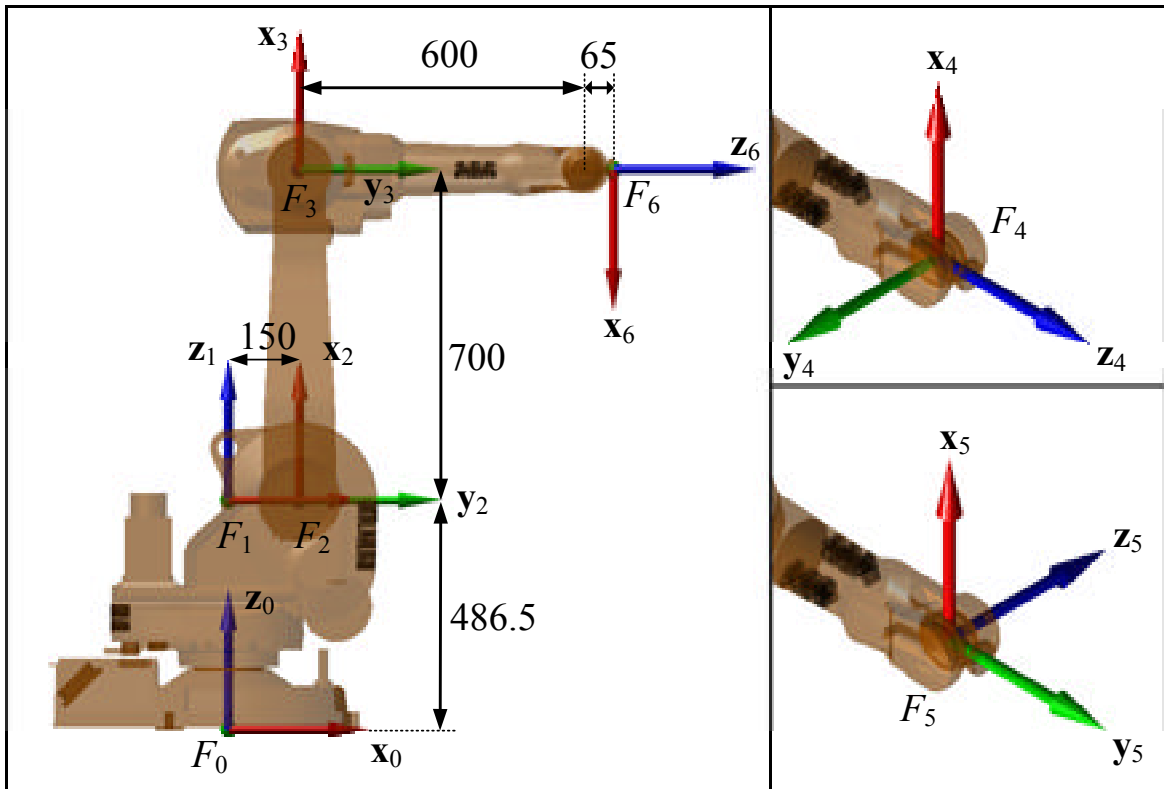 x₃
600
65
z₆
y₃
F₃
F₆
x₆
150
z₁
x₂
700
y₂
F₁
F₂
z₀
486.5
F₀
x₀
x₄
F₄
y₄
z₄
x₅
z₅
F₅
y₅
ABB